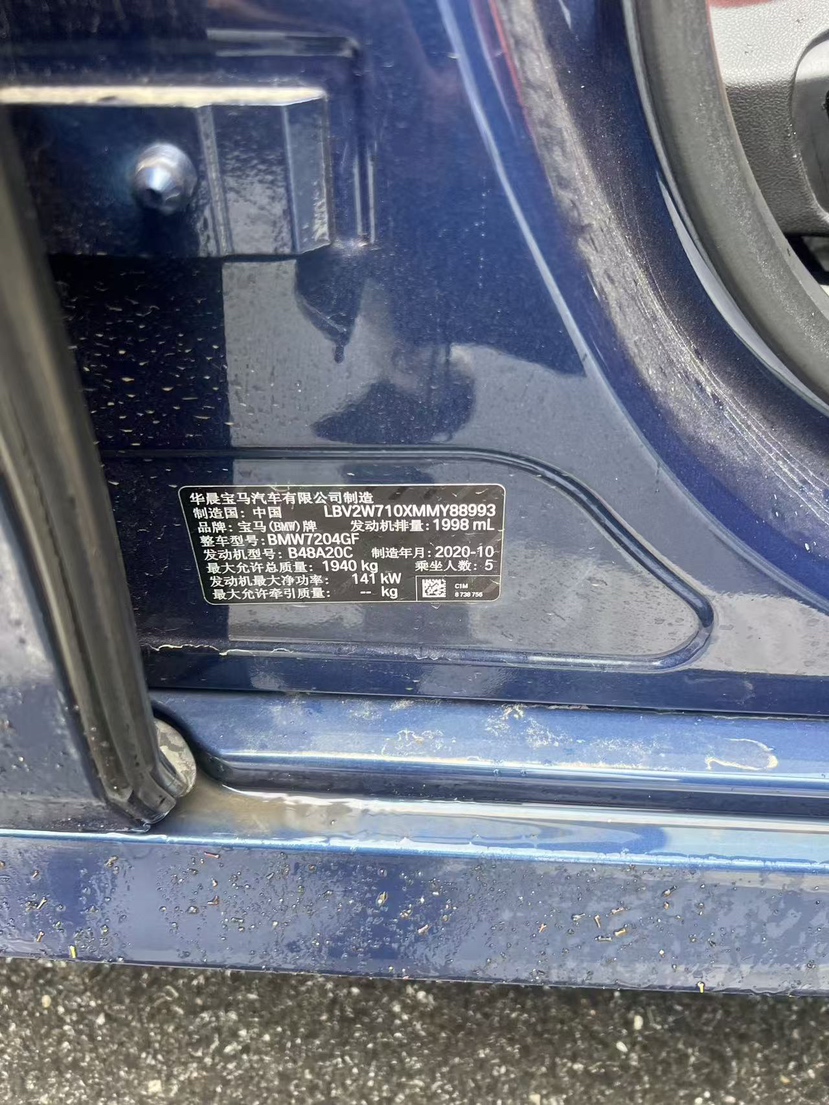 华晨宝马汽车有限公司制造
制造国：中国 LBV2W710XMMY88993
品牌：宝马(BMW)牌 发动机排量：1998 mL
整车型号：BMW7204GF
发动机型号：B48A20C 制造年月：2020-10
最大允许总质量：1940 kg 乘坐人数：5
发动机最大净功率：141 kW
最大允许牵引质量：-- kg
C1M
8 738 756